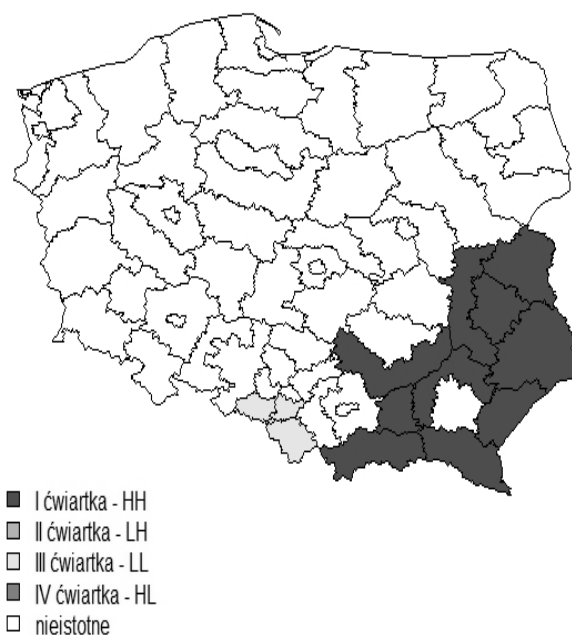 I ćwiartka - HH
II ćwiartka - LH
III ćwiartka - LL
IV ćwiartka - HL
nieistotne